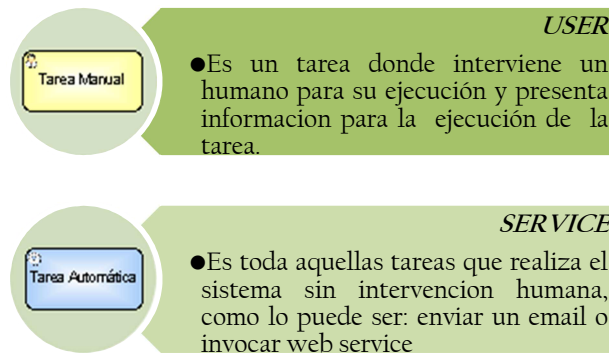 USER
Tarea Manual
●Es un tarea donde interviene un
humano para su ejecución y presenta
informacion para la ejecución de la
tarea.
SERVICE
Tarea Automática
●Es toda aquellas tareas que realiza el
sistema sin intervencion humana,
como lo puede ser: enviar un email o
invocar web service